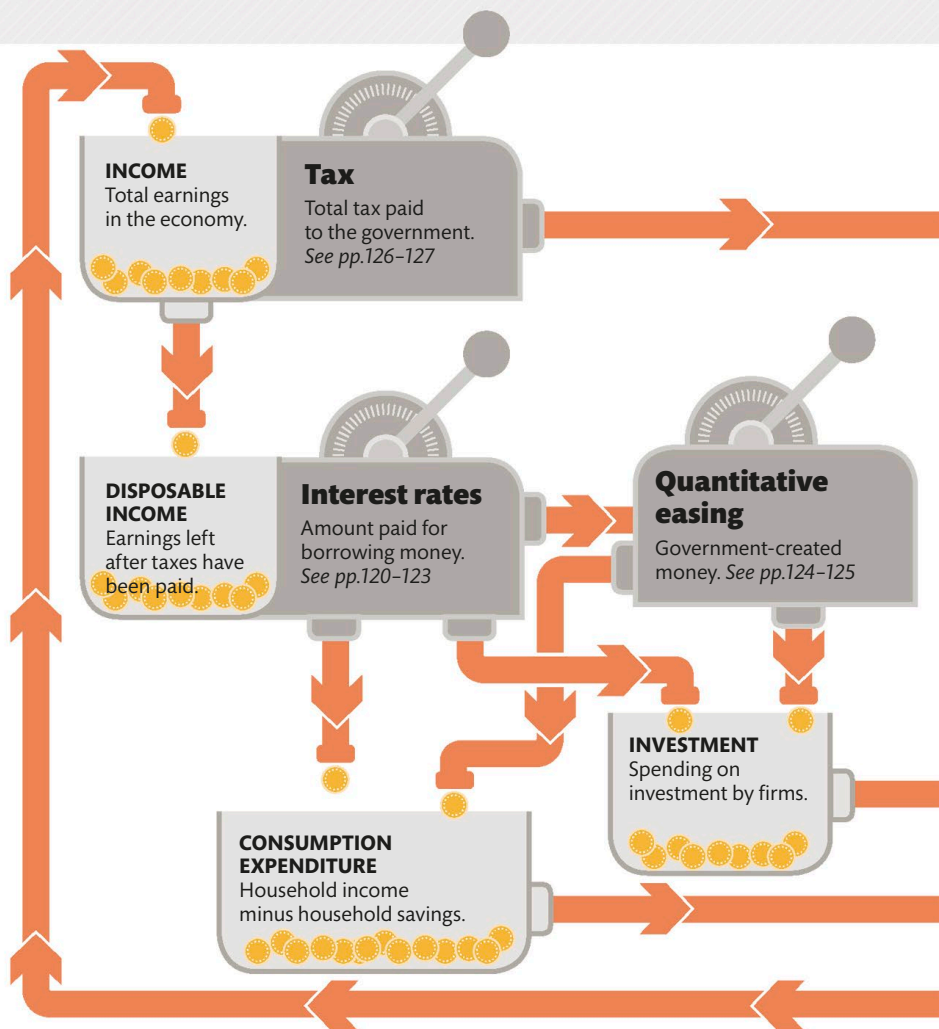 INCOME
Total earnings
in the economy.
Tax
Total tax paid
to the government.
See pp.126–127
DISPOSABLE
INCOME
Earnings left
after taxes have
been paid.
Interest rates
Amount paid for
borrowing money.
See pp.120–123
Quantitative
easing
Government-created
money. See pp.124–125
INVESTMENT
Spending on
investment by firms.
CONSUMPTION
EXPENDITURE
Household income
minus household savings.